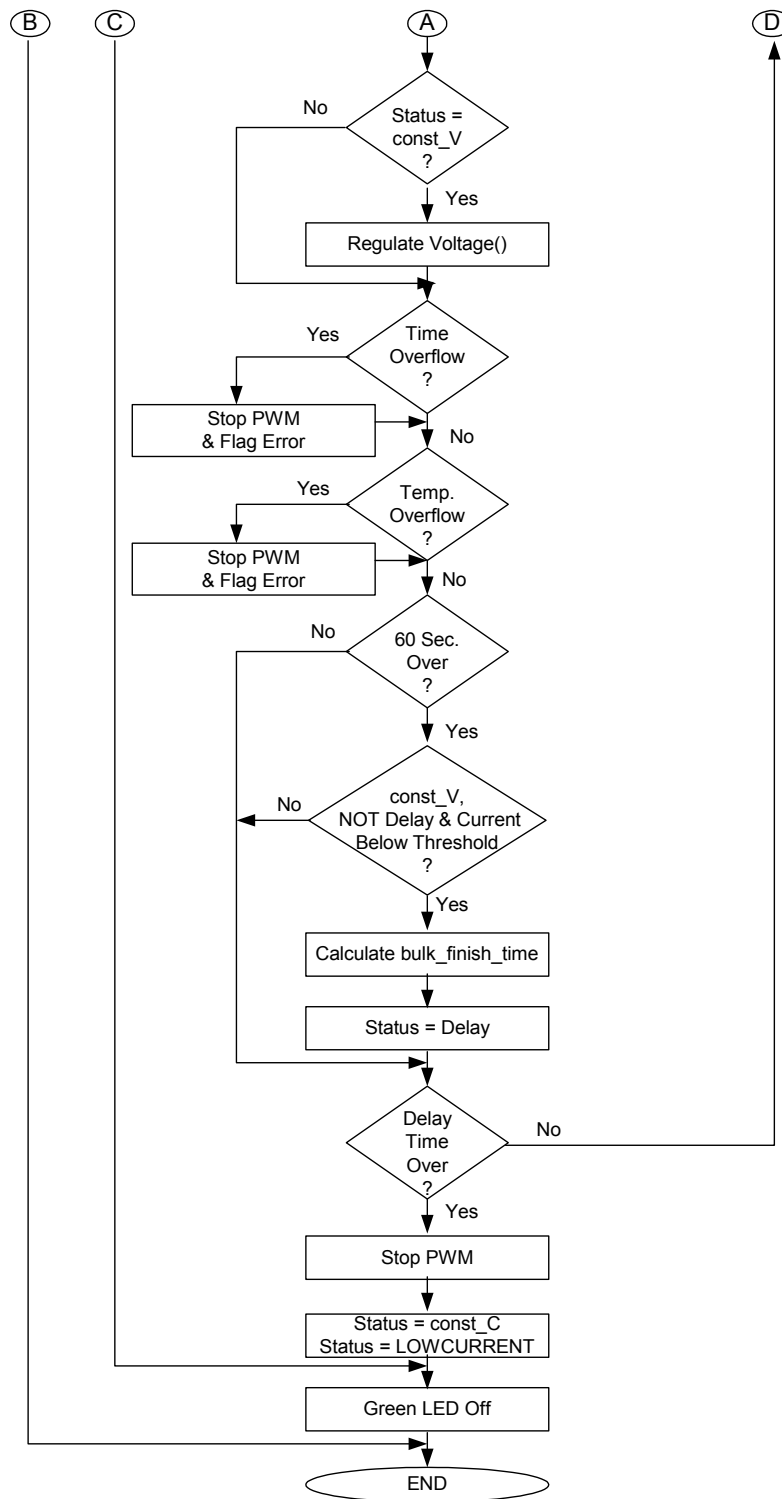 B
C
A
D
No
Status =
const_V
?
Yes
Regulate Voltage()
Yes
Time
Overflow
?
Stop PWM
& Flag Error
No
Yes
Temp.
Overflow
?
Stop PWM
& Flag Error
No
No
60 Sec.
Over
?
Yes
No
const_V,
NOT Delay & Current
Below Threshold
?
Yes
Calculate bulk_finish_time
Status = Delay
Delay
Time
Over
?
No
Yes
Stop PWM
Status = const_C
Status = LOWCURRENT
Green LED Off
END